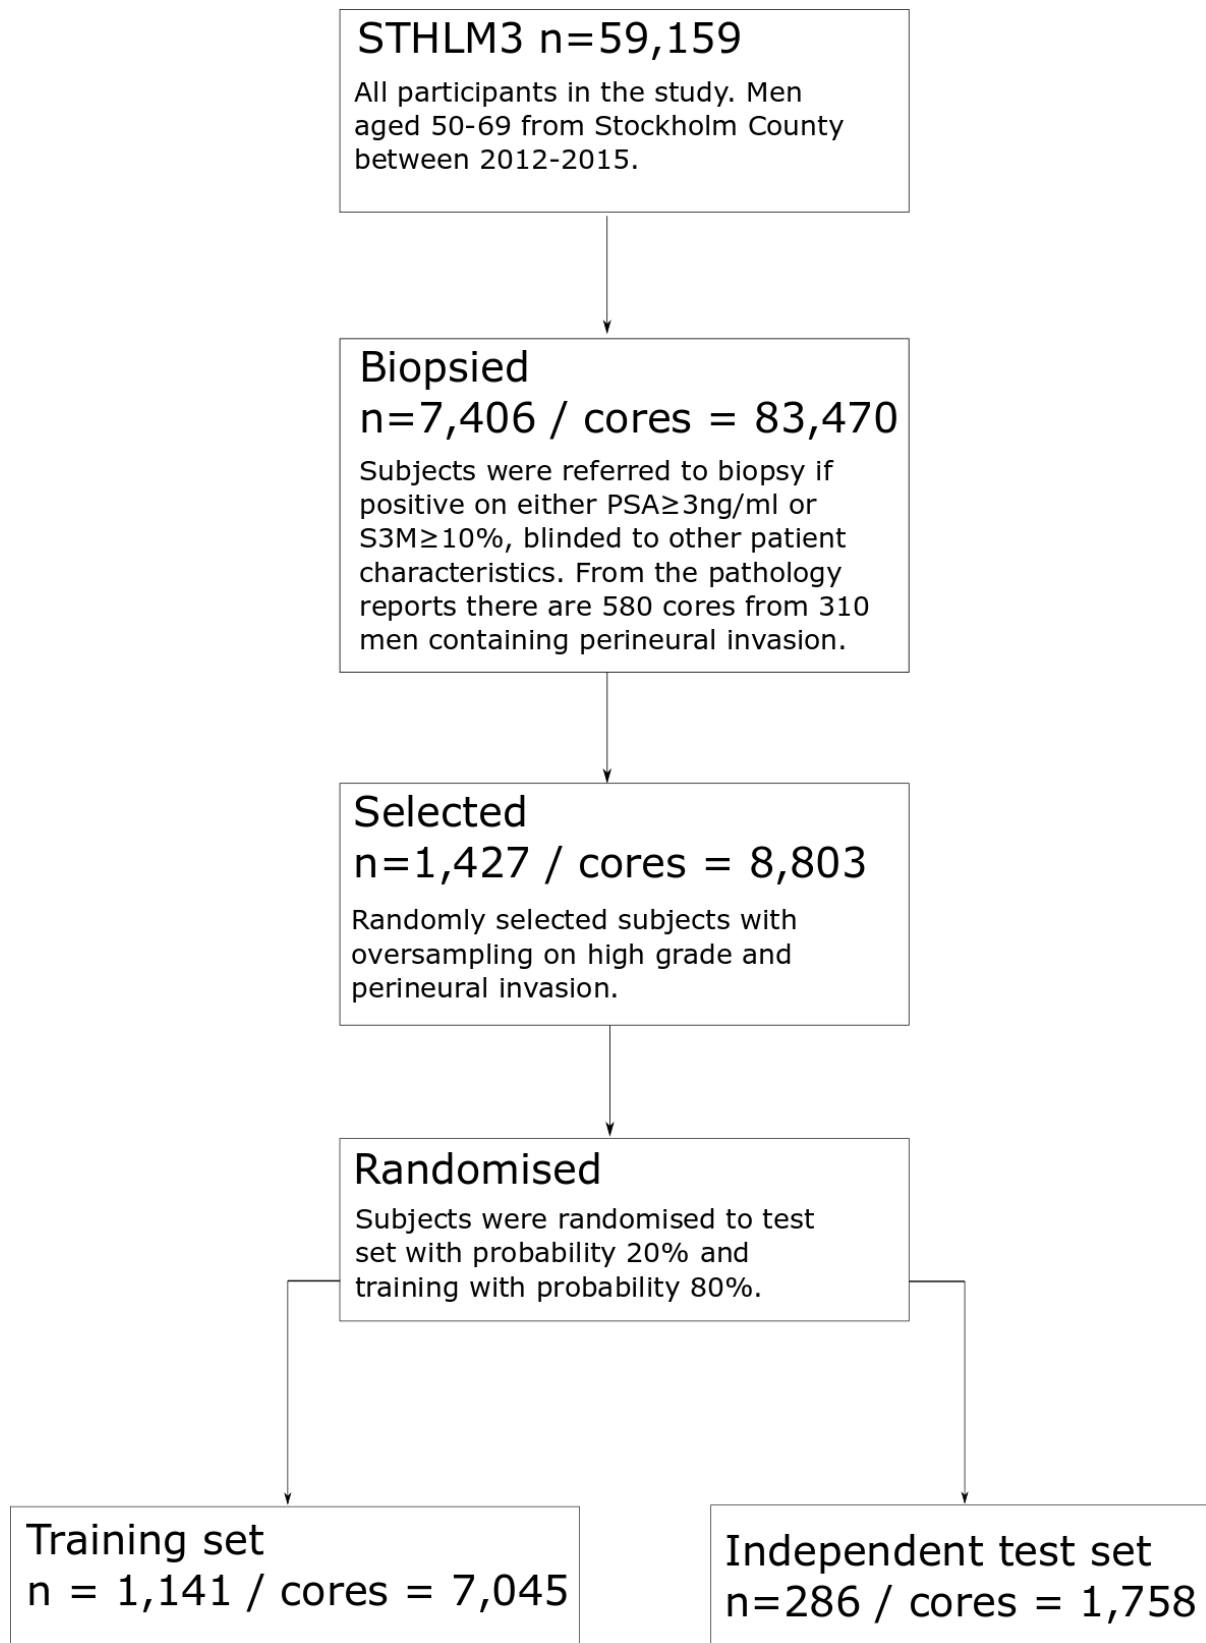 STHLM3 n=59,159
All participants in the study. Men
aged 50-69 from Stockholm County
between 2012-2015.
Biopsied
n=7,406 / cores = 83,470
Subjects were referred to biopsy if
positive on either PSA≥3ng/ml or
S3M≥10%, blinded to other patient
characteristics. From the pathology
reports there are 580 cores from 310
men containing perineural invasion.
Selected
n=1,427 / cores = 8,803
Randomly selected subjects with
oversampling on high grade and
perineural invasion.
Randomised
Subjects were randomised to test
set with probability 20% and
training with probability 80%.
Training set
n = 1,141 / cores = 7,045
Independent test set
n=286 / cores = 1,758